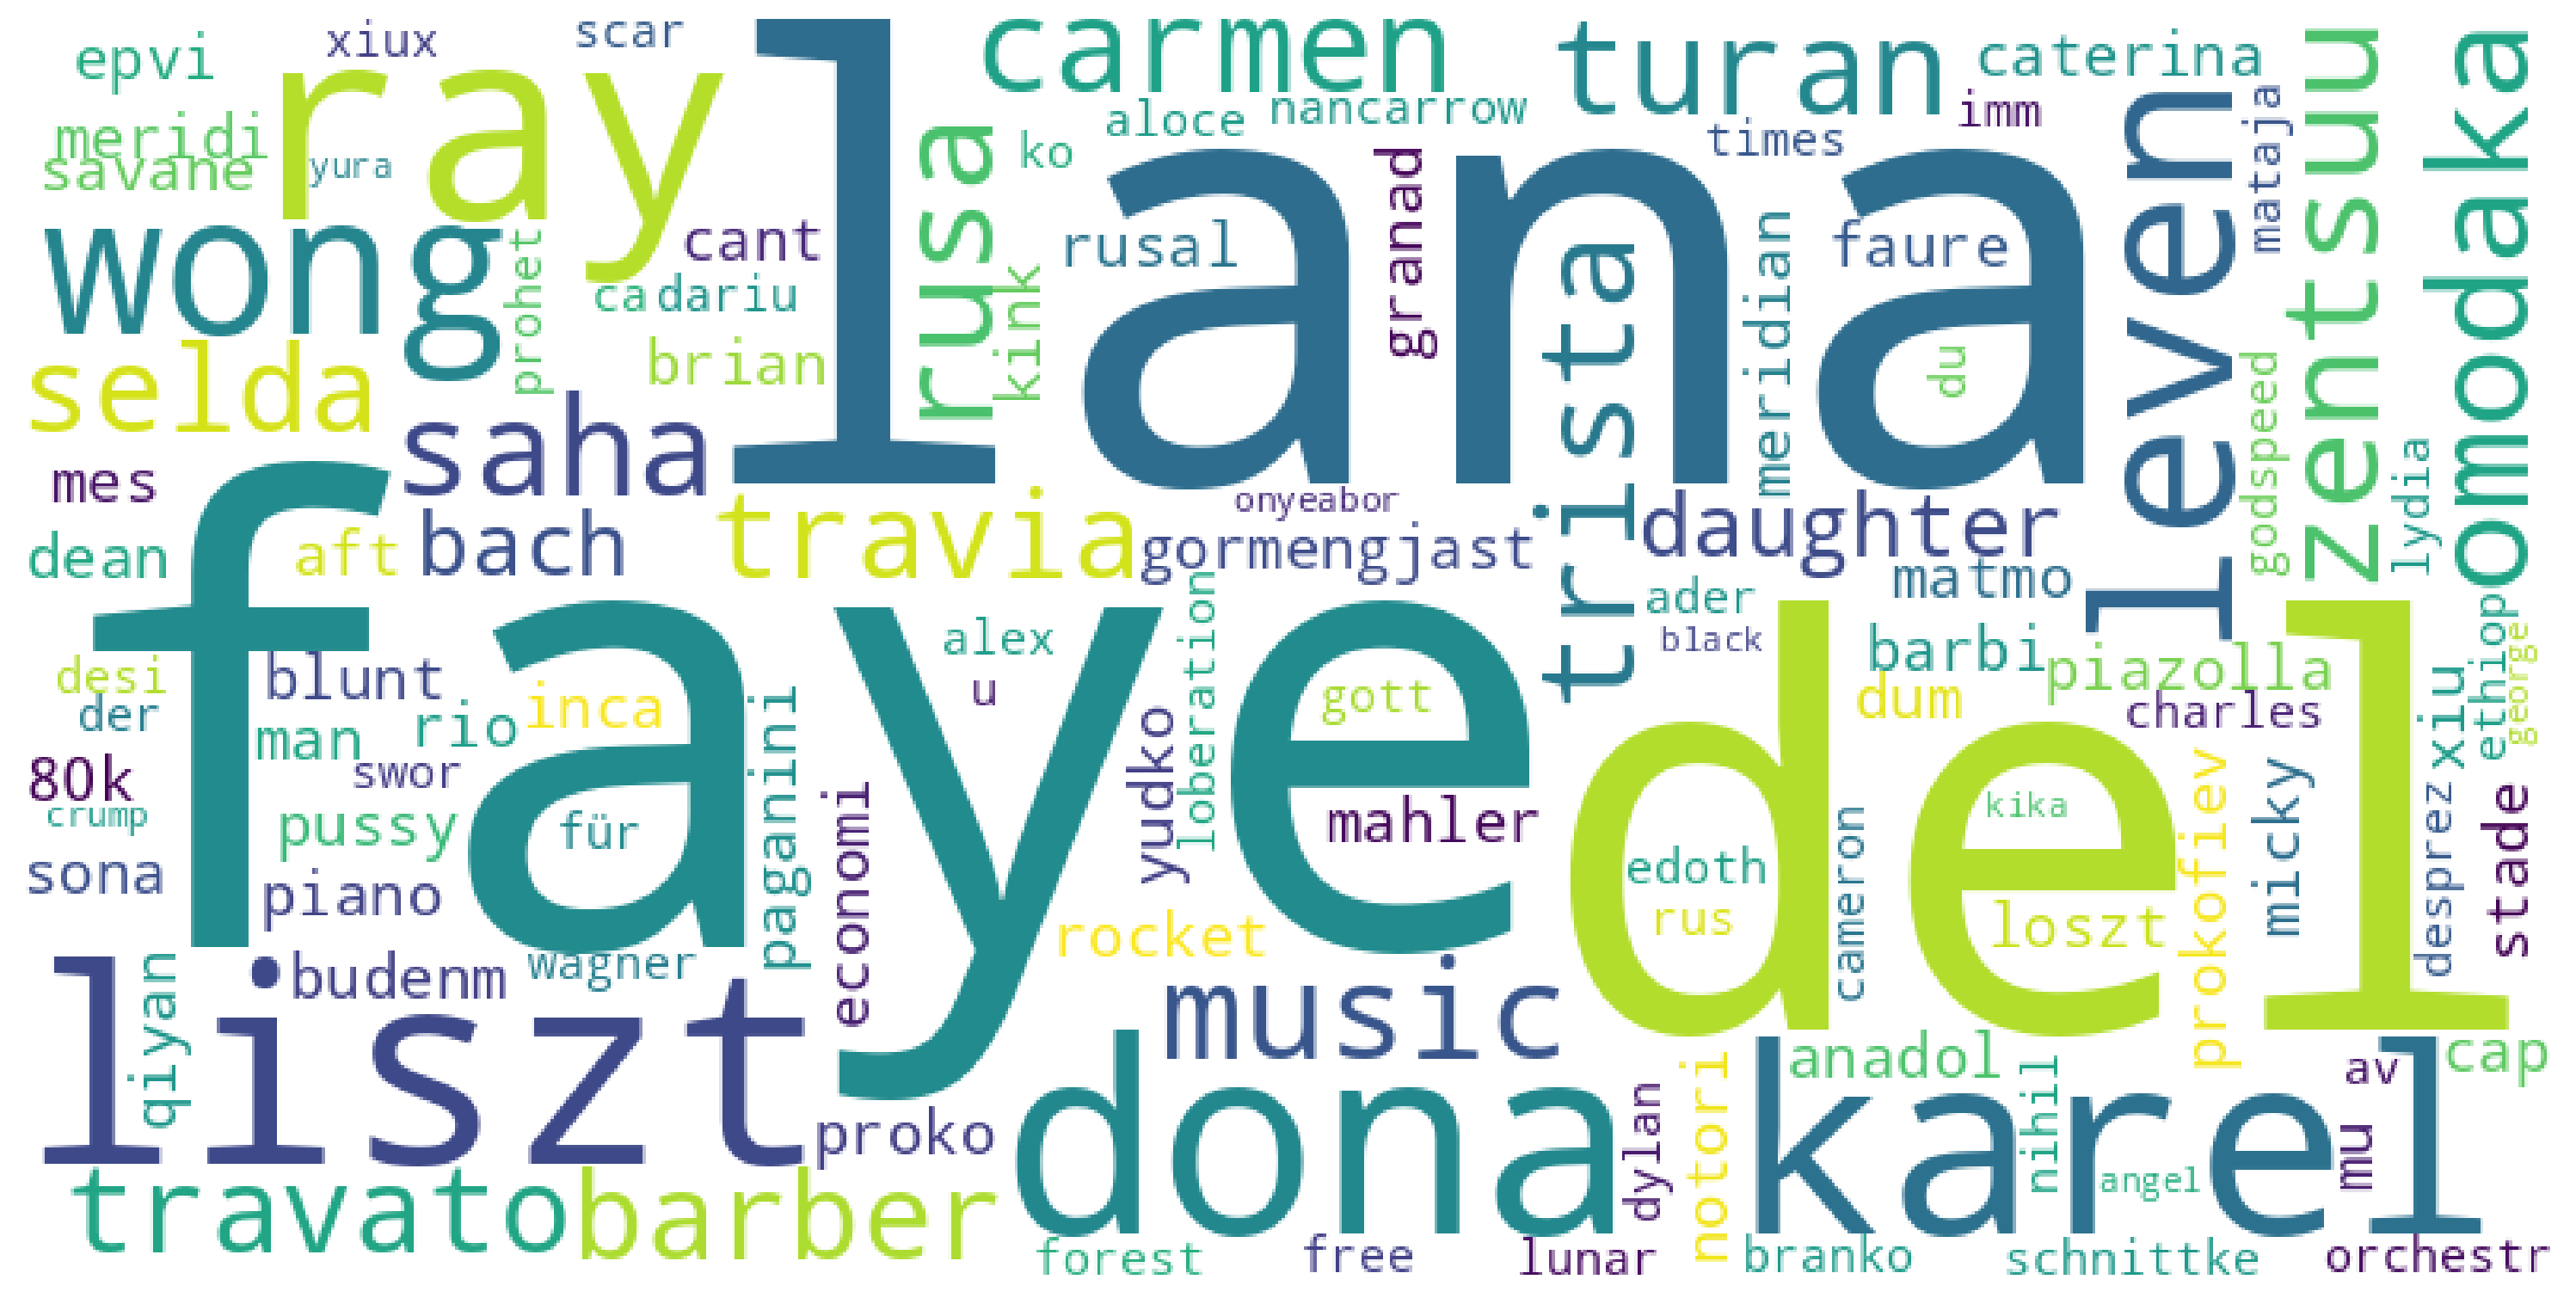 epvi
xiux
scar
carmen
turan
caterina
zentsuu
omodaka
meridi
savane
yura
ray
lana
rusa
ko
aloce
nancarrow
times
imm
mataja
leven
wong
prohet
cant
ca
dariu
kink
rusal
granad
trista
meridian
faure
du
godspeed
lydia
selda
saha
brian
mes
dean
aft
bach
travia
onyeabor
gormengjast
daughter
matmo
ader
black
barbi
piazolla
ethiop
george
faye
desi
der
blunt
man
rio
inca
alex
u
loberation
gott
del
dum
charles
xiu
80k
crump
swor
pussy
für
paganini
economi
yudko
mahler
edoth
rus
kika
cameron
loszt
prokofiev
micky
desprez
stade
sona
piano
rocket
qiyan
liszt
budenm
wagner
music
dona
karel
anadol
nihil
av
cap
mu
proko
dylan
notori
angel
travato
barber
forest
free
lunar
branko
schnittke
orchestr